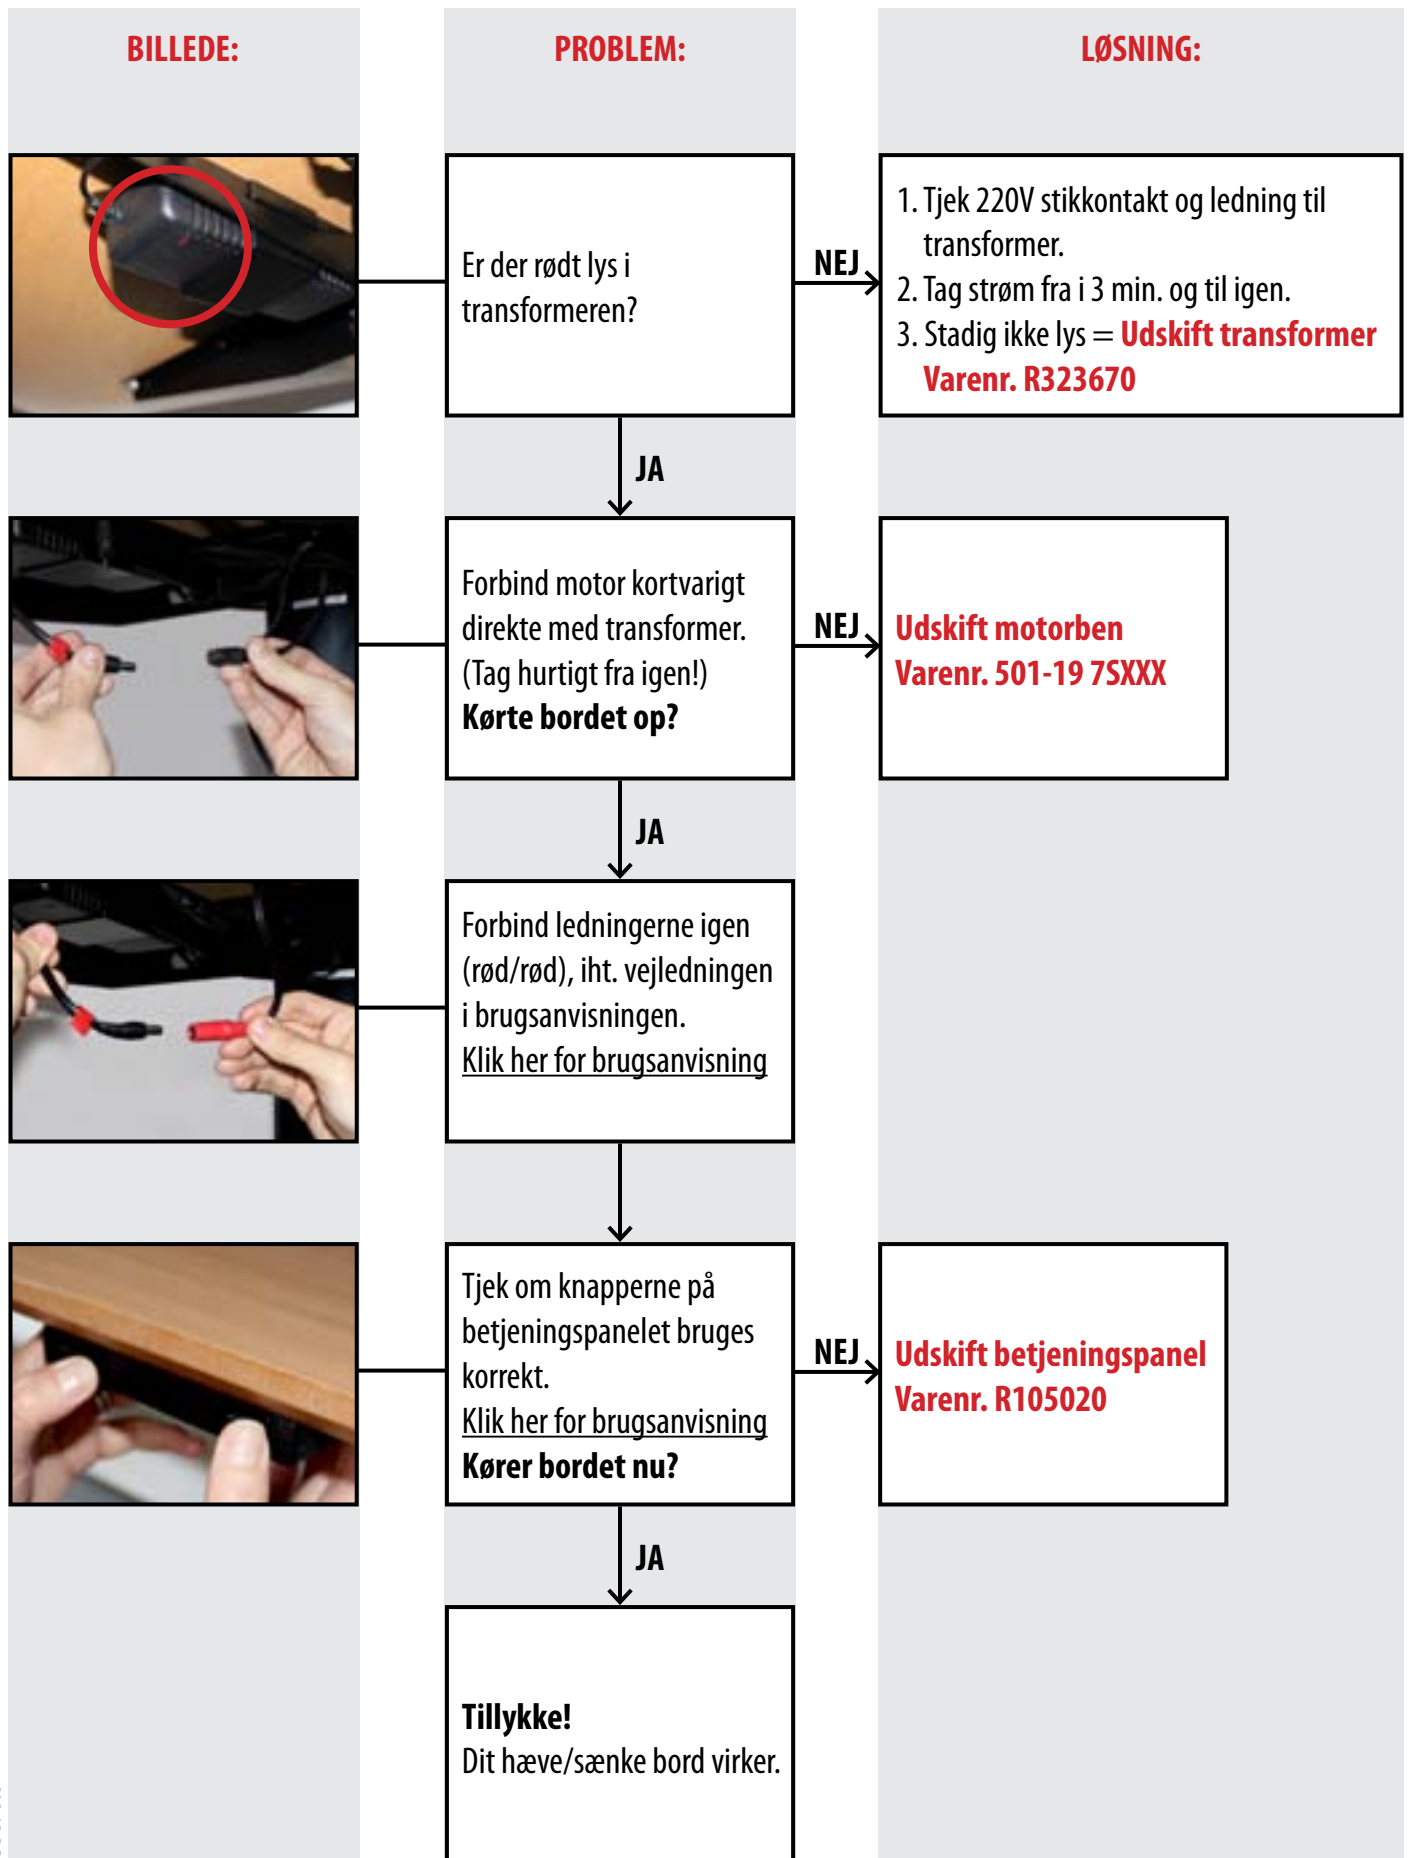 BILLEDE:
PROBLEM:
LØSNING:
Er der rødt lys i
transformeren?
NEJ
1. Tjek 220V stikkontakt og ledning til
transformer.
2. Tag strøm fra i 3 min. og til igen.
3. Stadig ikke lys = Udskift transformer
Varenr. R323670
JA
Forbind motor kortvarigt
direkte med transformer.
(Tag hurtigt fra igen!)
Kørte bordet op?
NEJ
Udskift motorben
Varenr. 501-19 7SXXX
JA
Forbind ledningerne igen
(rød/rød), iht. vejledningen
i brugsanvisningen.
Klik her for brugsanvisning
Tjek om knapperne på
betjeningspanelet bruges
korrekt.
Klik her for brugsanvisning
Kører bordet nu?
NEJ
Udskift betjeningspanel
Varenr. R105020
JA
Tillykke!
Dit hæve/sænke bord virker.